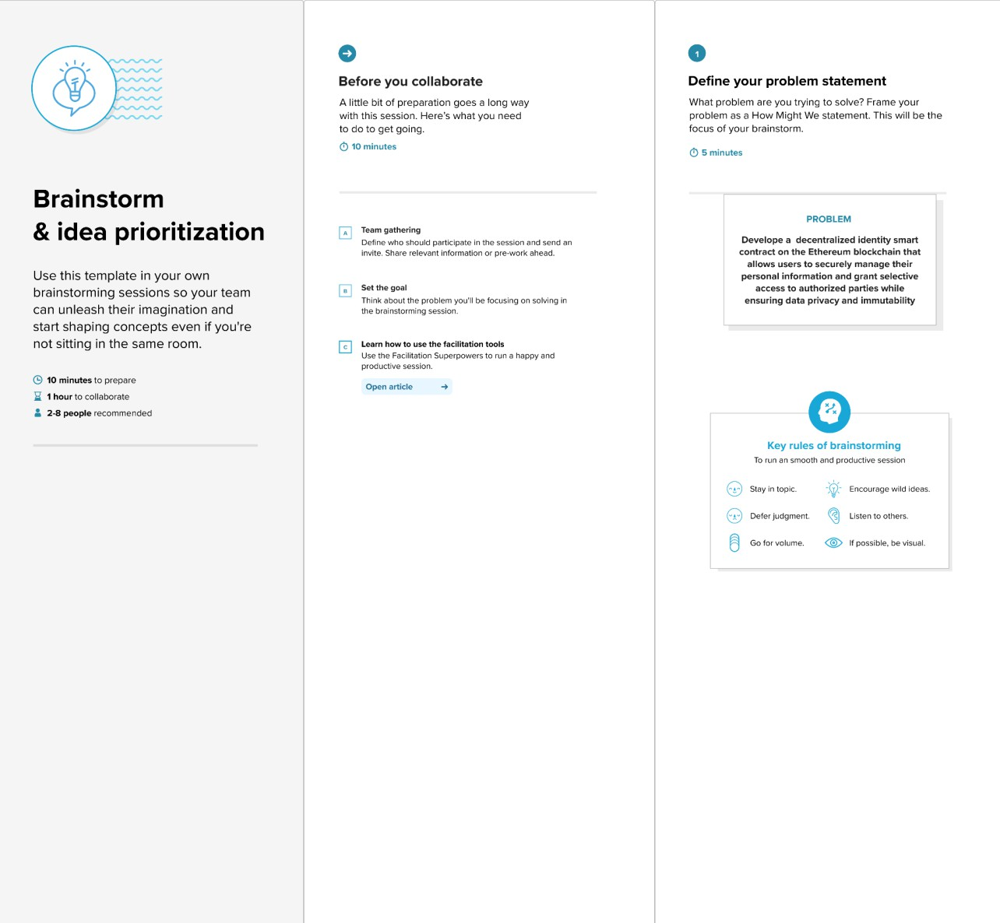 Brainstorm
& idea prioritization
Use this template in your own
brainstorming sessions so your team
can unleash their imagination and
start shaping concepts even if you're
not sitting in the same room.
10 minutes to prepare
1 hour to collaborate
2-8 people recommended
Before you collaborate
A little bit of preparation goes a long way
with this session. Here's what you need
to do to get going.
10 minutes
A
Team gathering
Define who should participate in the session and send an
invite. Share relevant information or pre-work ahead.
B
Set the goal
Think about the problem you'll be focusing on solving in
the brainstorming session.
C
Learn how to use the facilitation tools
Use the Facilitation Superpowers to run a happy and
productive session.
Open article
1
Define your problem statement
What problem are you trying to solve? Frame your
problem as a How Might We statement. This will be the
focus of your brainstorm.
5 minutes
PROBLEM
Develope a  decentralized identity smart
contract on the Ethereum blockchain that
allows users to securely manage their
personal information and grant selective
access to authorized parties while
ensuring data privacy and immutability
Key rules of brainstorming
To run an smooth and productive session
Stay in topic.
Encourage wild ideas.
Defer judgment.
Listen to others.
Go for volume.
If possible, be visual.